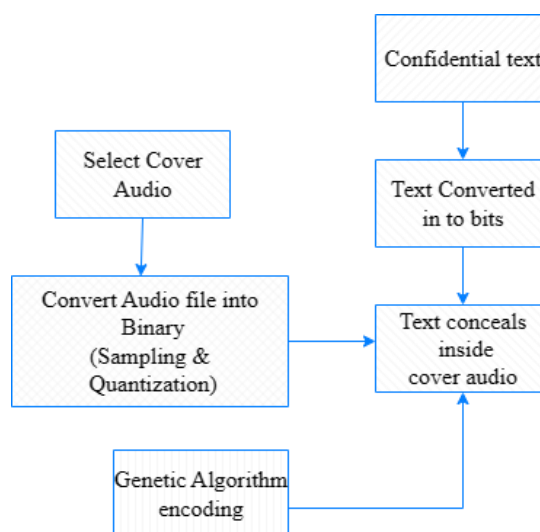 Confidential text
Select Cover
Audio
Text Converted
in to bits
Convert Audio file into
Binary
(Sampling &
Quantization)
Text conceals
inside
cover audio
Genetic Algorithm
encoding